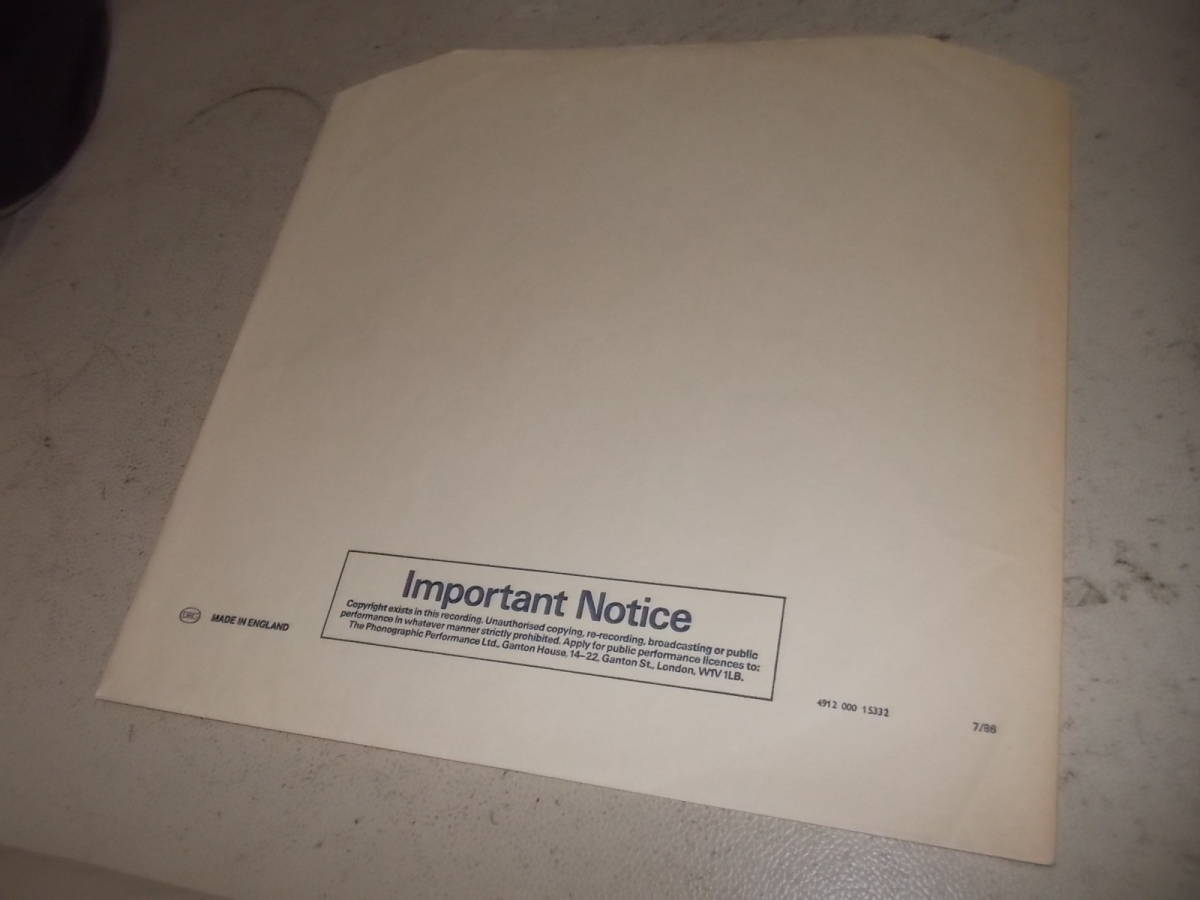 Important Notice
Copyright exists in this recording. Unauthorised copying, re-recording, broadcasting or public
performance in whatever manner strictly prohibited. Apply for public performance licences to:
The Phonographic Performance Ltd., Ganton House, 14–22, Ganton St., London, W1V 1LB.
MADE IN ENGLAND
4912 000 15332
7/86